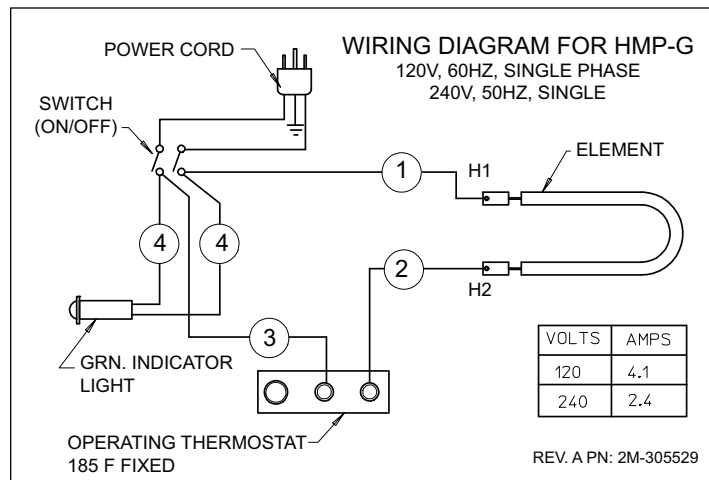 WIRING DIAGRAM FOR HMP-G
120V, 60HZ, SINGLE PHASE
240V, 50HZ, SINGLE
POWER CORD
SWITCH
(ON/OFF)
1
H1
ELEMENT
4
4
2
H2
3
GRN. INDICATOR
LIGHT
VOLTS AMPS
120 4.1
240 2.4
OPERATING THERMOSTAT
185 F FIXED
REV. A PN: 2M-305529